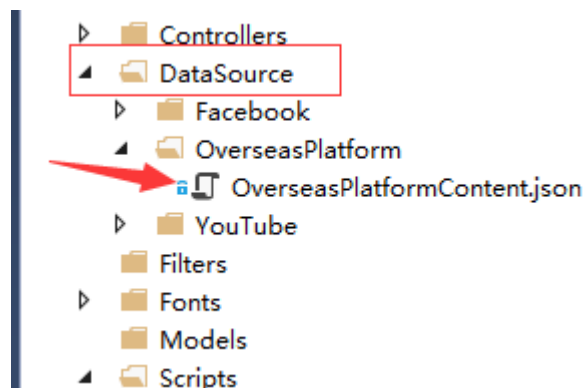 Controllers
DataSource
Facebook
OverseasPlatform
OverseasPlatformContent.json
YouTube
Filters
Fonts
Models
Scripts